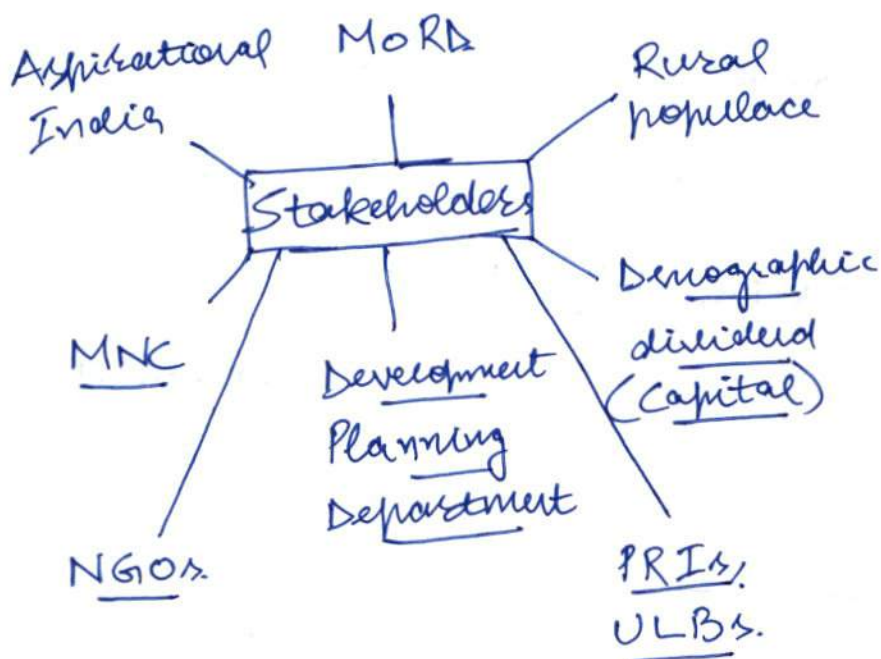 MoRD
Aspirational
India
Rural
populace
Stakeholders
Demographic
dividend
(Capital)
MNC
Development
Planning
Department
NGOs.
PRIs,
ULBs.